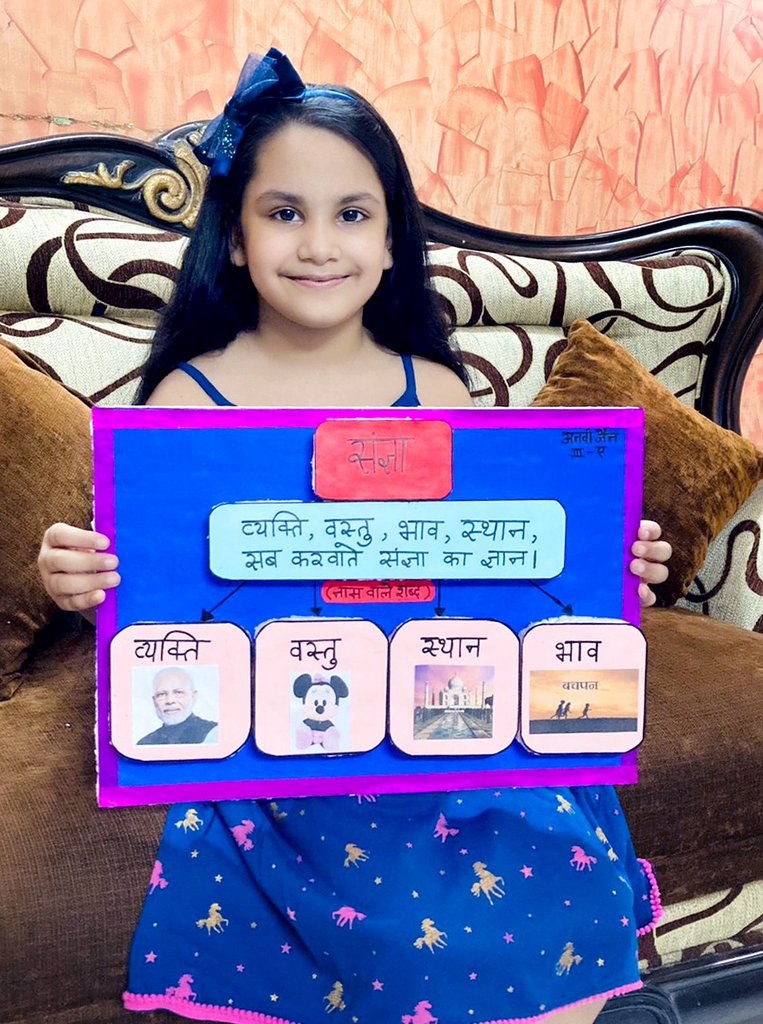 संज्ञा
अनवी जैन
III - ए
व्यक्ति, वस्तु, भाव, स्थान,
सब करवाते संज्ञा का ज्ञान।
(नाम वाले शब्द)
व्यक्ति
वस्तु
स्थान
भाव
बचपन